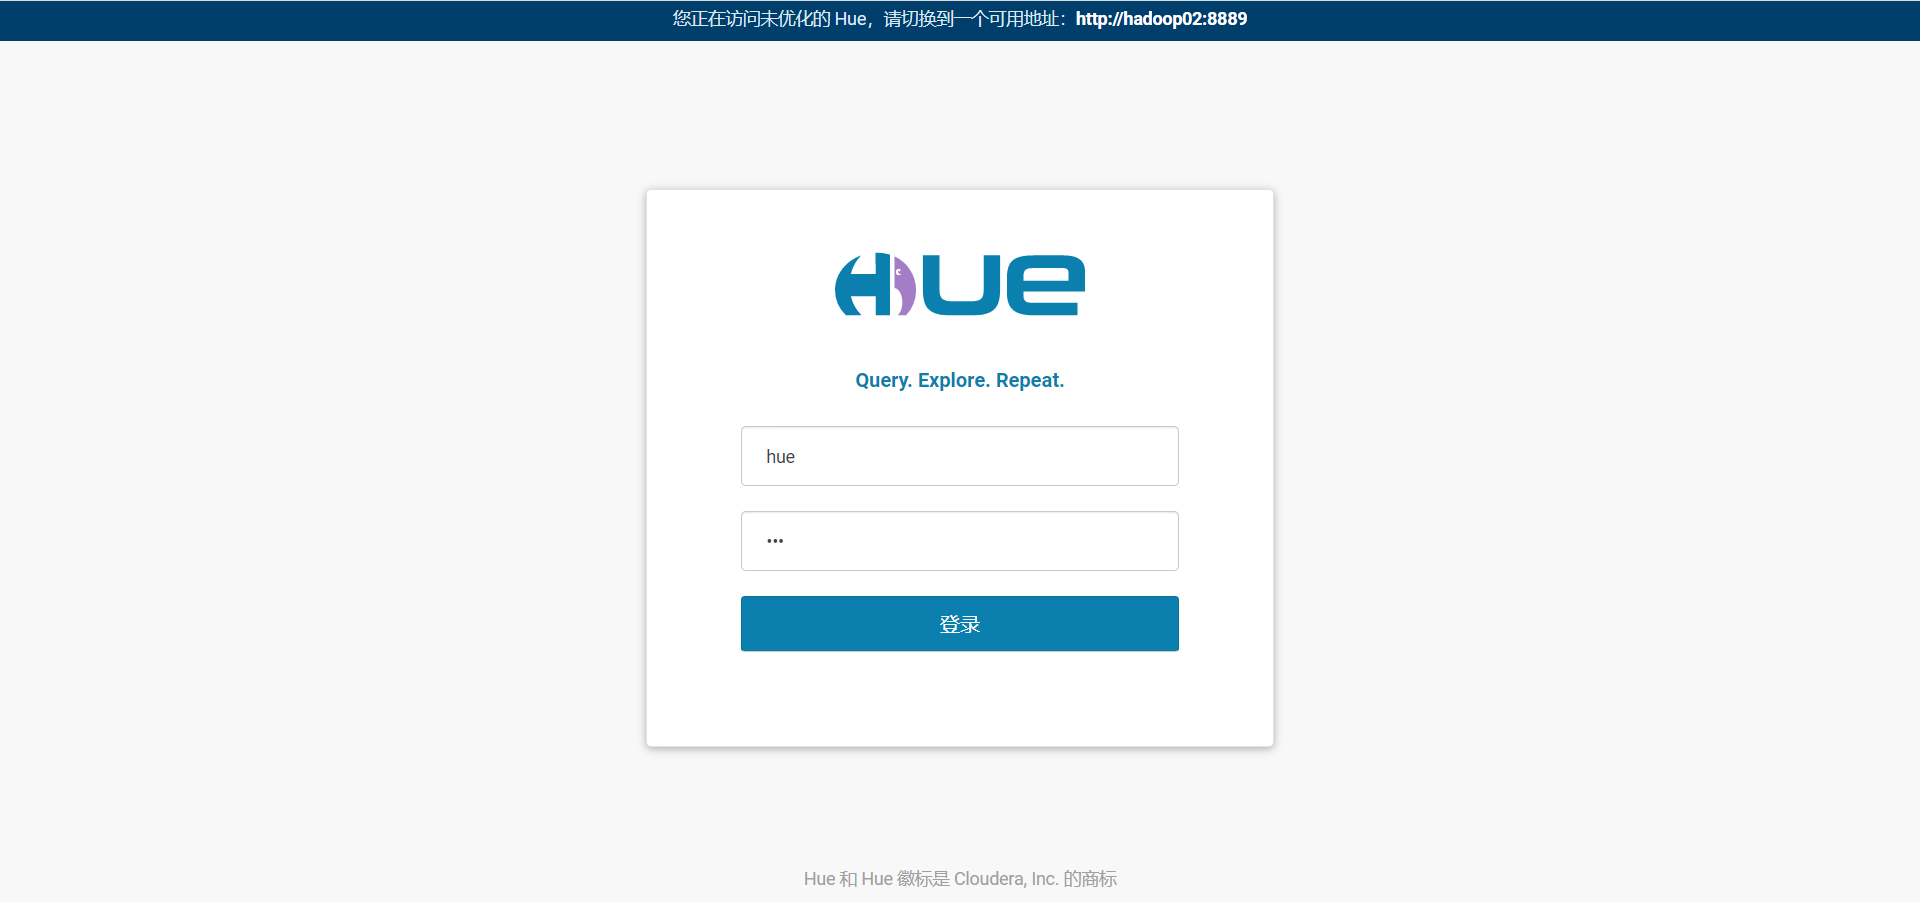 您正在访问未优化的 Hue，请切换到一个可用地址：http://hadoop02:8889
HUE
Query. Explore. Repeat.
hue
•••
登录
Hue 和 Hue 徽标是 Cloudera, Inc. 的商标